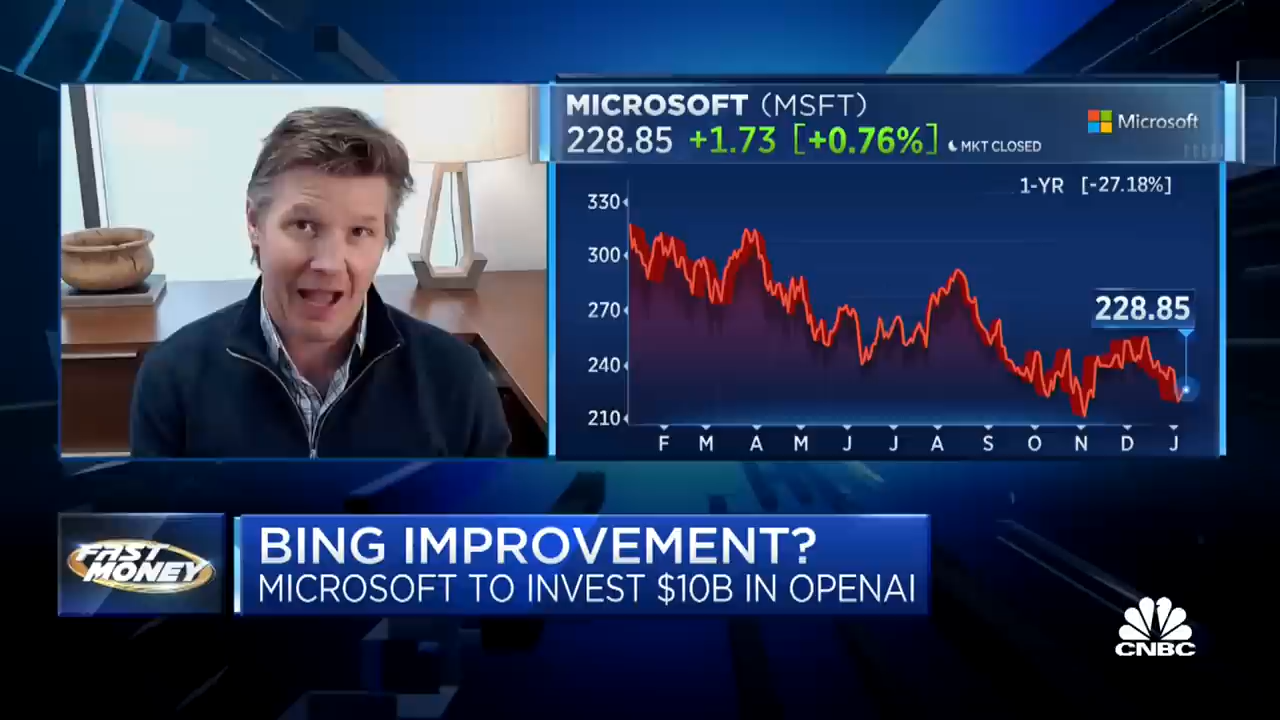 MICROSOFT (MSFT)
228.85 +1.73 [+0.76%] MKT CLOSED
Microsoft
1-YR [-27.18%]
330
300
270
240
210
228.85
F M A M J J A S O N D J
FAST
MONEY
BING IMPROVEMENT?
MICROSOFT TO INVEST $10B IN OPENAI
CNBC